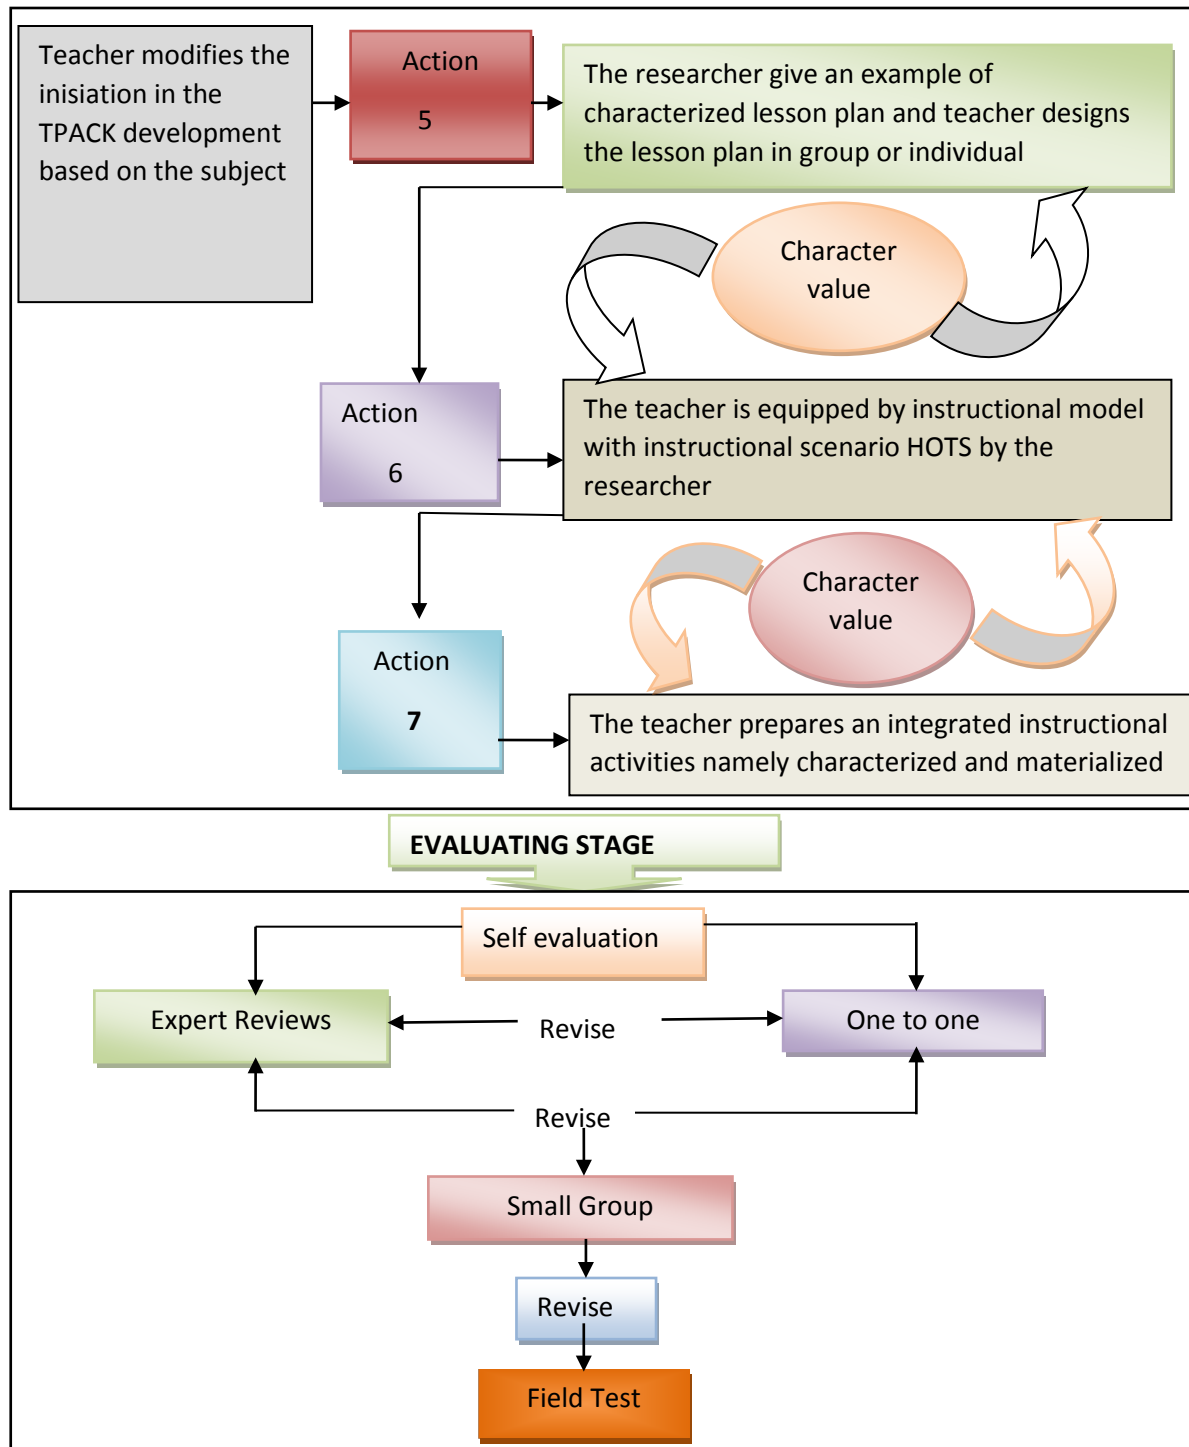 Teacher modifies the
inisiation in the
TPACK development
based on the subject
Action
5
The researcher give an example of
characterized lesson plan and teacher designs
the lesson plan in group or individual
Character
value
Action
6
The teacher is equipped by instructional model
with instructional scenario HOTS by the
researcher
Character
value
Action
7
The teacher prepares an integrated instructional
activities namely characterized and materialized
EVALUATING STAGE
Self evaluation
Expert Reviews
Revise
One to one
Revise
Small Group
Revise
Field Test